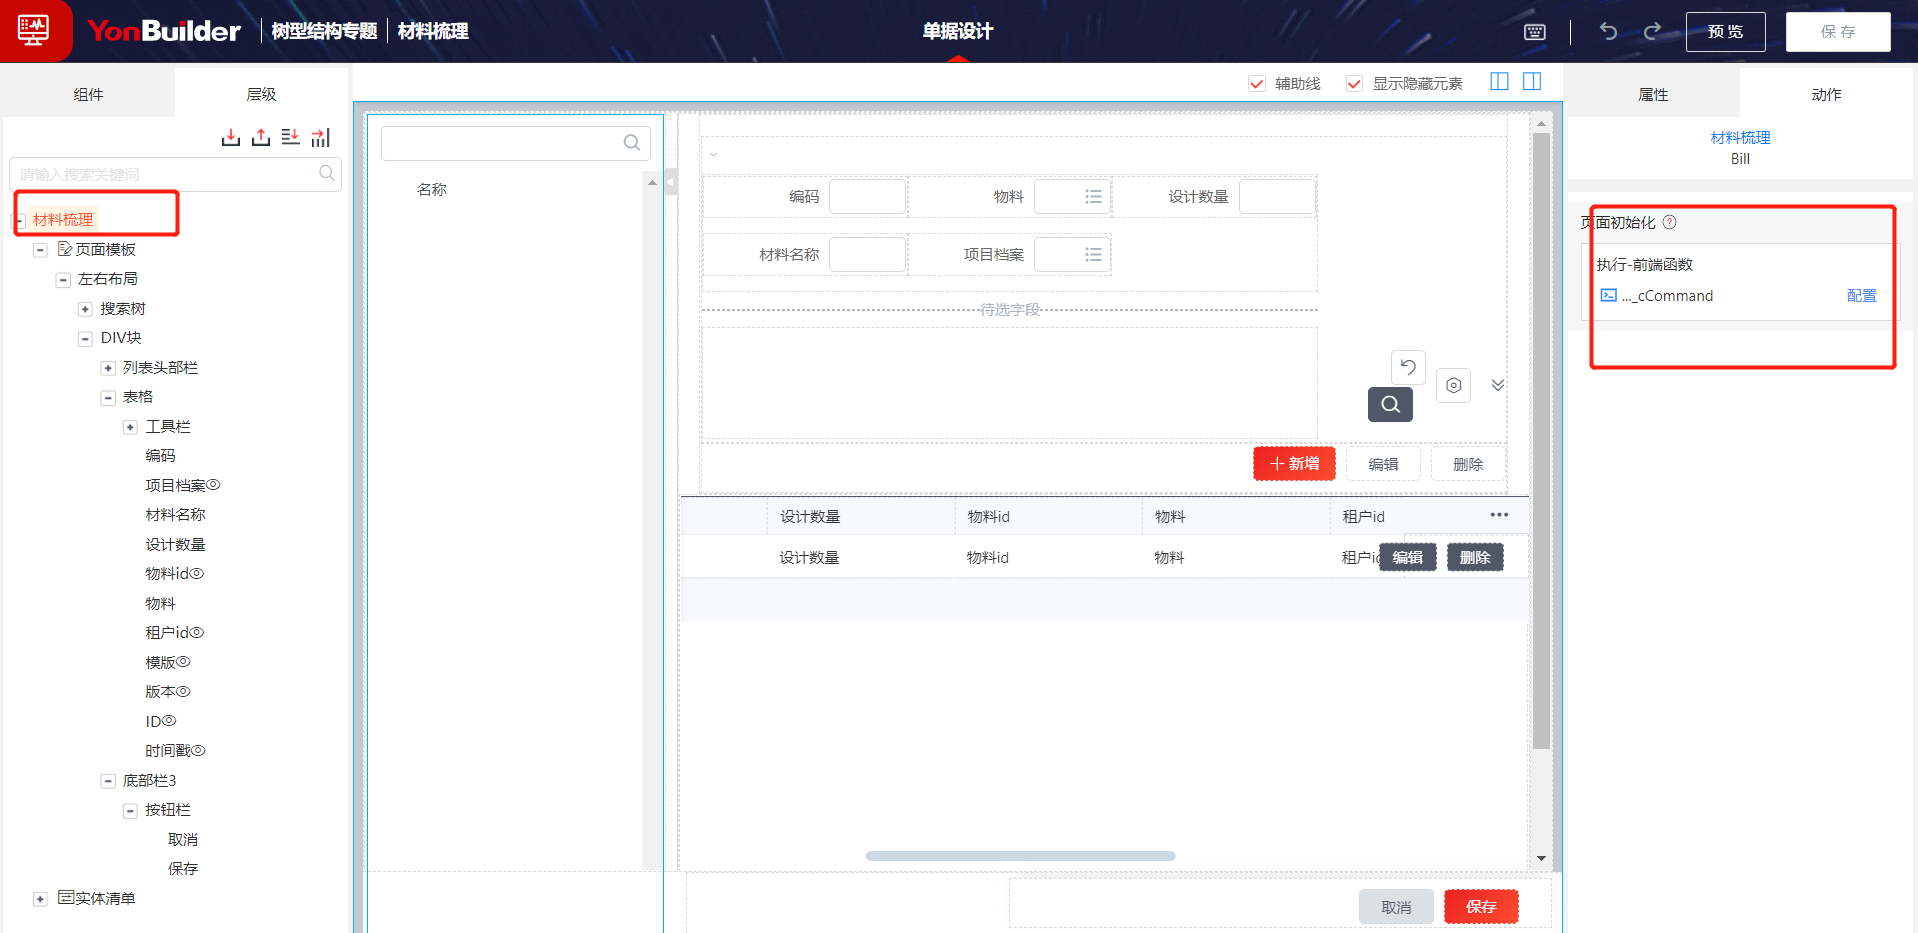 YonBuilder 树型结构专题 材料梳理
单据设计
预 览
保 存
组件
层级
请输入搜索关键词
材料梳理
页面模板
左右布局
搜索树
DIV块
列表头部栏
表格
工具栏
编码
项目档案
材料名称
设计数量
物料id
物料
租户id
模版
版本
ID
时间戳
底部栏3
按钮栏
取消
保存
实体清单
辅助线
显示隐藏元素
名称
编码
物料
设计数量
材料名称
项目档案
待选字段
新增
编辑
删除
设计数量 物料id 物料 租户id
设计数量 物料id 物料 租户id 编辑 删除
取消
保存
属性
动作
材料梳理
Bill
页面初始化
执行-前端函数
..._cCommand
配置